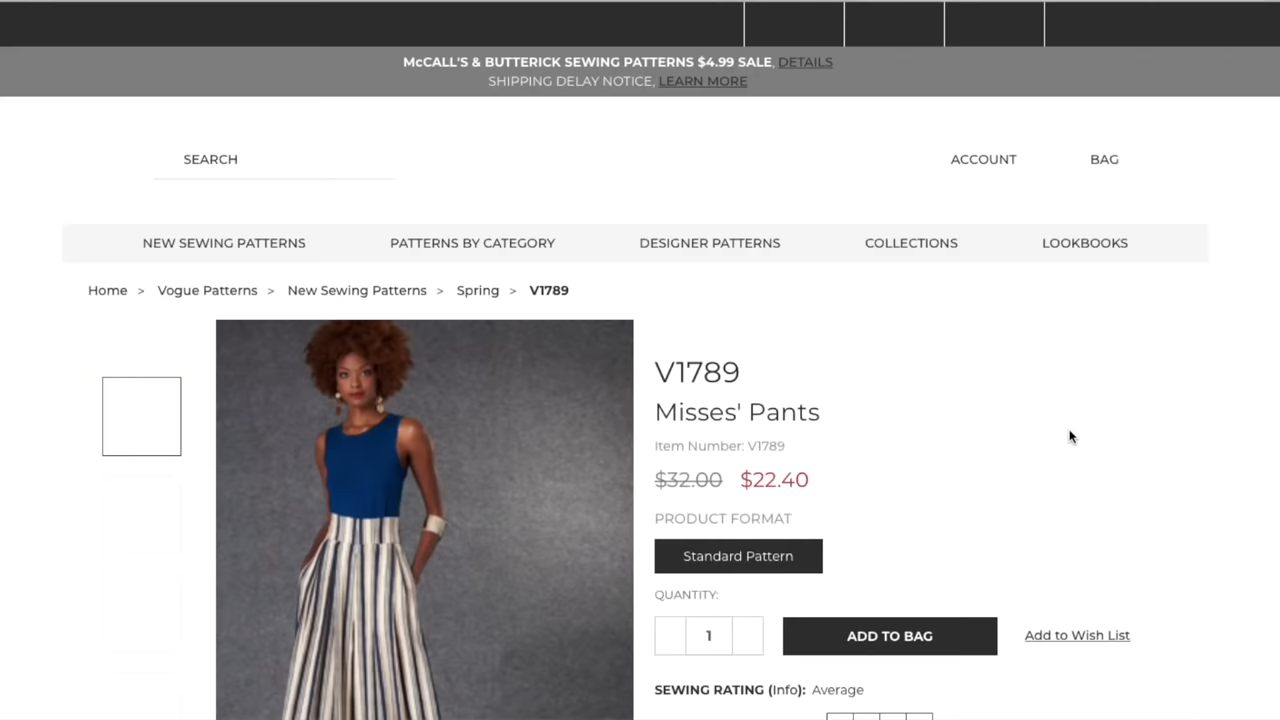 McCALL'S & BUTTERICK SEWING PATTERNS $4.99 SALE, DETAILS
SHIPPING DELAY NOTICE, LEARN MORE
SEARCH
ACCOUNT
BAG
NEW SEWING PATTERNS
PATTERNS BY CATEGORY
DESIGNER PATTERNS
COLLECTIONS
LOOKBOOKS
Home > Vogue Patterns > New Sewing Patterns > Spring > V1789
V1789
Misses' Pants
Item Number: V1789
$32.00 $22.40
PRODUCT FORMAT
Standard Pattern
QUANTITY:
1
ADD TO BAG
Add to Wish List
SEWING RATING (Info): Average